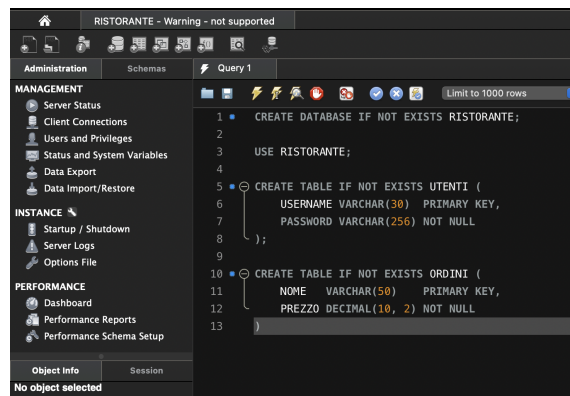 RISTORANTE - Warning - not supported
Administration
Schemas
Query 1
MANAGEMENT
Server Status
Client Connections
Users and Privileges
Status and System Variables
Data Export
Data Import/Restore
INSTANCE
Startup / Shutdown
Server Logs
Options File
PERFORMANCE
Dashboard
Performance Reports
Performance Schema Setup
Object Info
Session
No object selected
Limit to 1000 rows
1 CREATE DATABASE IF NOT EXISTS RISTORANTE;
2
3 USE RISTORANTE;
4
5 CREATE TABLE IF NOT EXISTS UTENTI (
6 USERNAME VARCHAR(30) PRIMARY KEY,
7 PASSWORD VARCHAR(256) NOT NULL
8 );
9
10 CREATE TABLE IF NOT EXISTS ORDINI (
11 NOME VARCHAR(50) PRIMARY KEY,
12 PREZZO DECIMAL(10, 2) NOT NULL
13 )